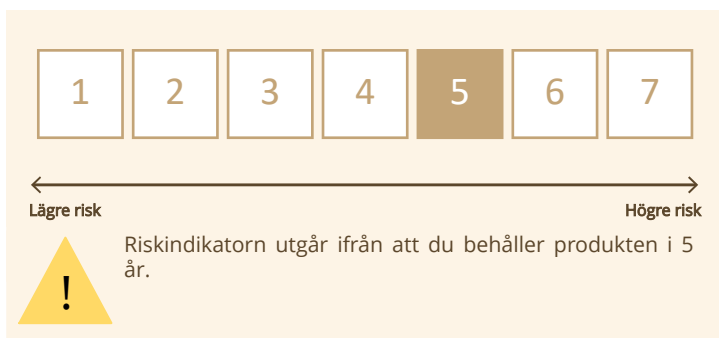 1 2 3 4 5 6 7
Lägre risk Högre risk
Riskindikatorn utgår ifrån att du behåller produkten i 5
år.
!